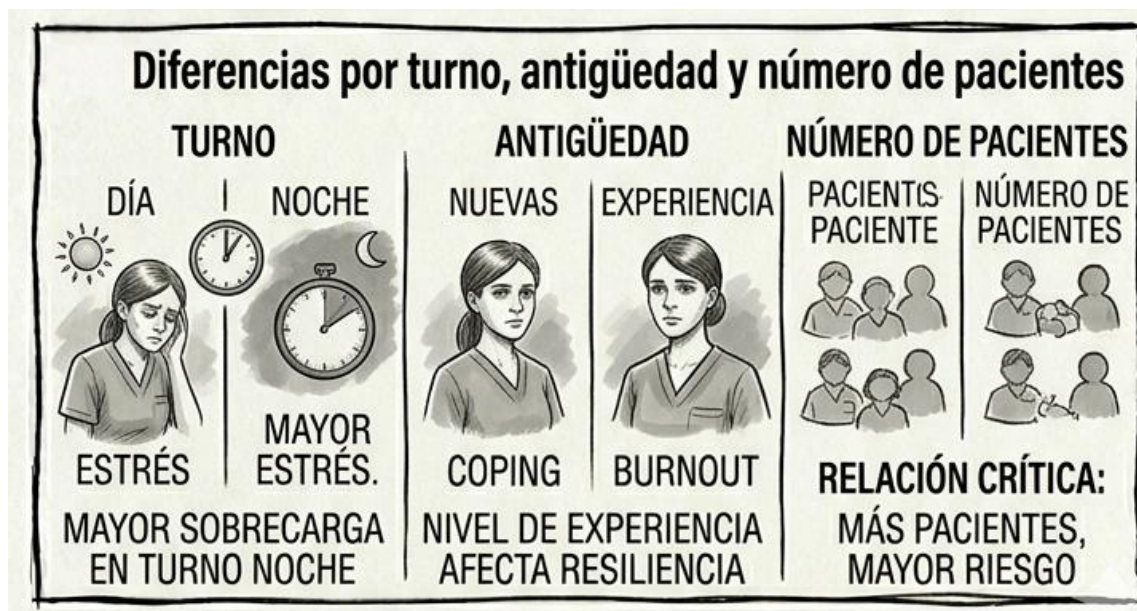 Diferencias por turno, antigüedad y número de pacientes
TURNO
DÍA
NOCHE
ESTRÉS
MAYOR
ESTRÉS.
MAYOR SOBRECARGA
EN TURNO NOCHE
ANTIGÜEDAD
NUEVAS
EXPERIENCIA
COPING
BURNOUT
NIVEL DE EXPERIENCIA
AFECTA RESILIENCIA
NÚMERO DE PACIENTES
PACIENTE
NÚMERO DE
PACIENTES
RELACIÓN CRÍTICA:
MÁS PACIENTES,
MAYOR RIESGO